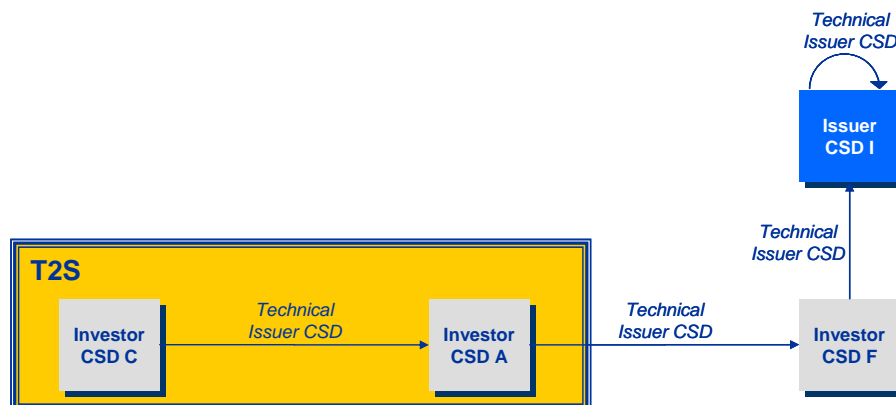 Technical
Issuer CSD
Issuer
CSD I
Technical
Issuer CSD
T2S
Investor
CSD C
Technical
Issuer CSD
Investor
CSD A
Technical
Issuer CSD
Investor
CSD F